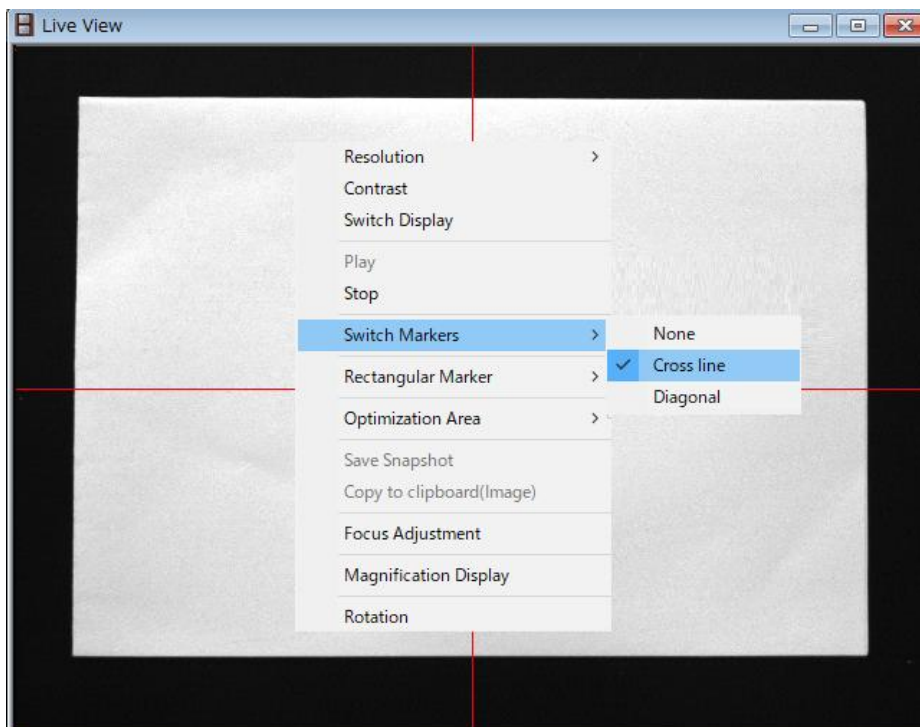 Live View
Resolution
Contrast
Switch Display
Play
Stop
Switch Markers
None
Cross line
Diagonal
Rectangular Marker
Optimization Area
Save Snapshot
Copy to clipboard(Image)
Focus Adjustment
Magnification Display
Rotation